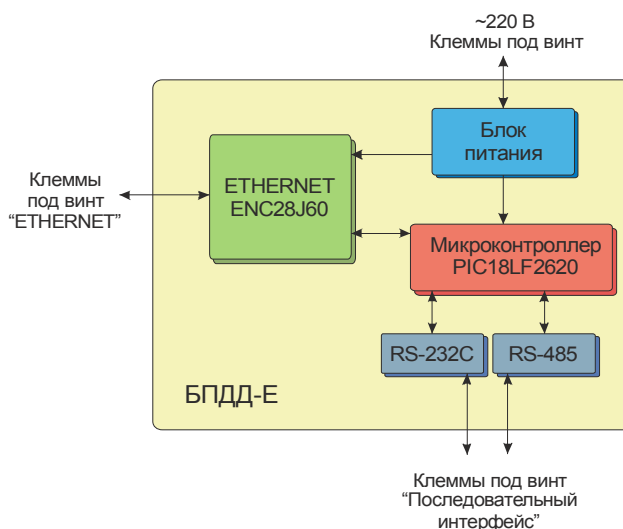 ~220 В
Клеммы под винт
Блок
питания
ETHERNET
ENC28J60
Клеммы
под винт
“ETHERNET”
Микроконтроллер
PIC18LF2620
RS-232C
RS-485
БПДД-Е
Клеммы под винт
“Последовательный
интерфейс”